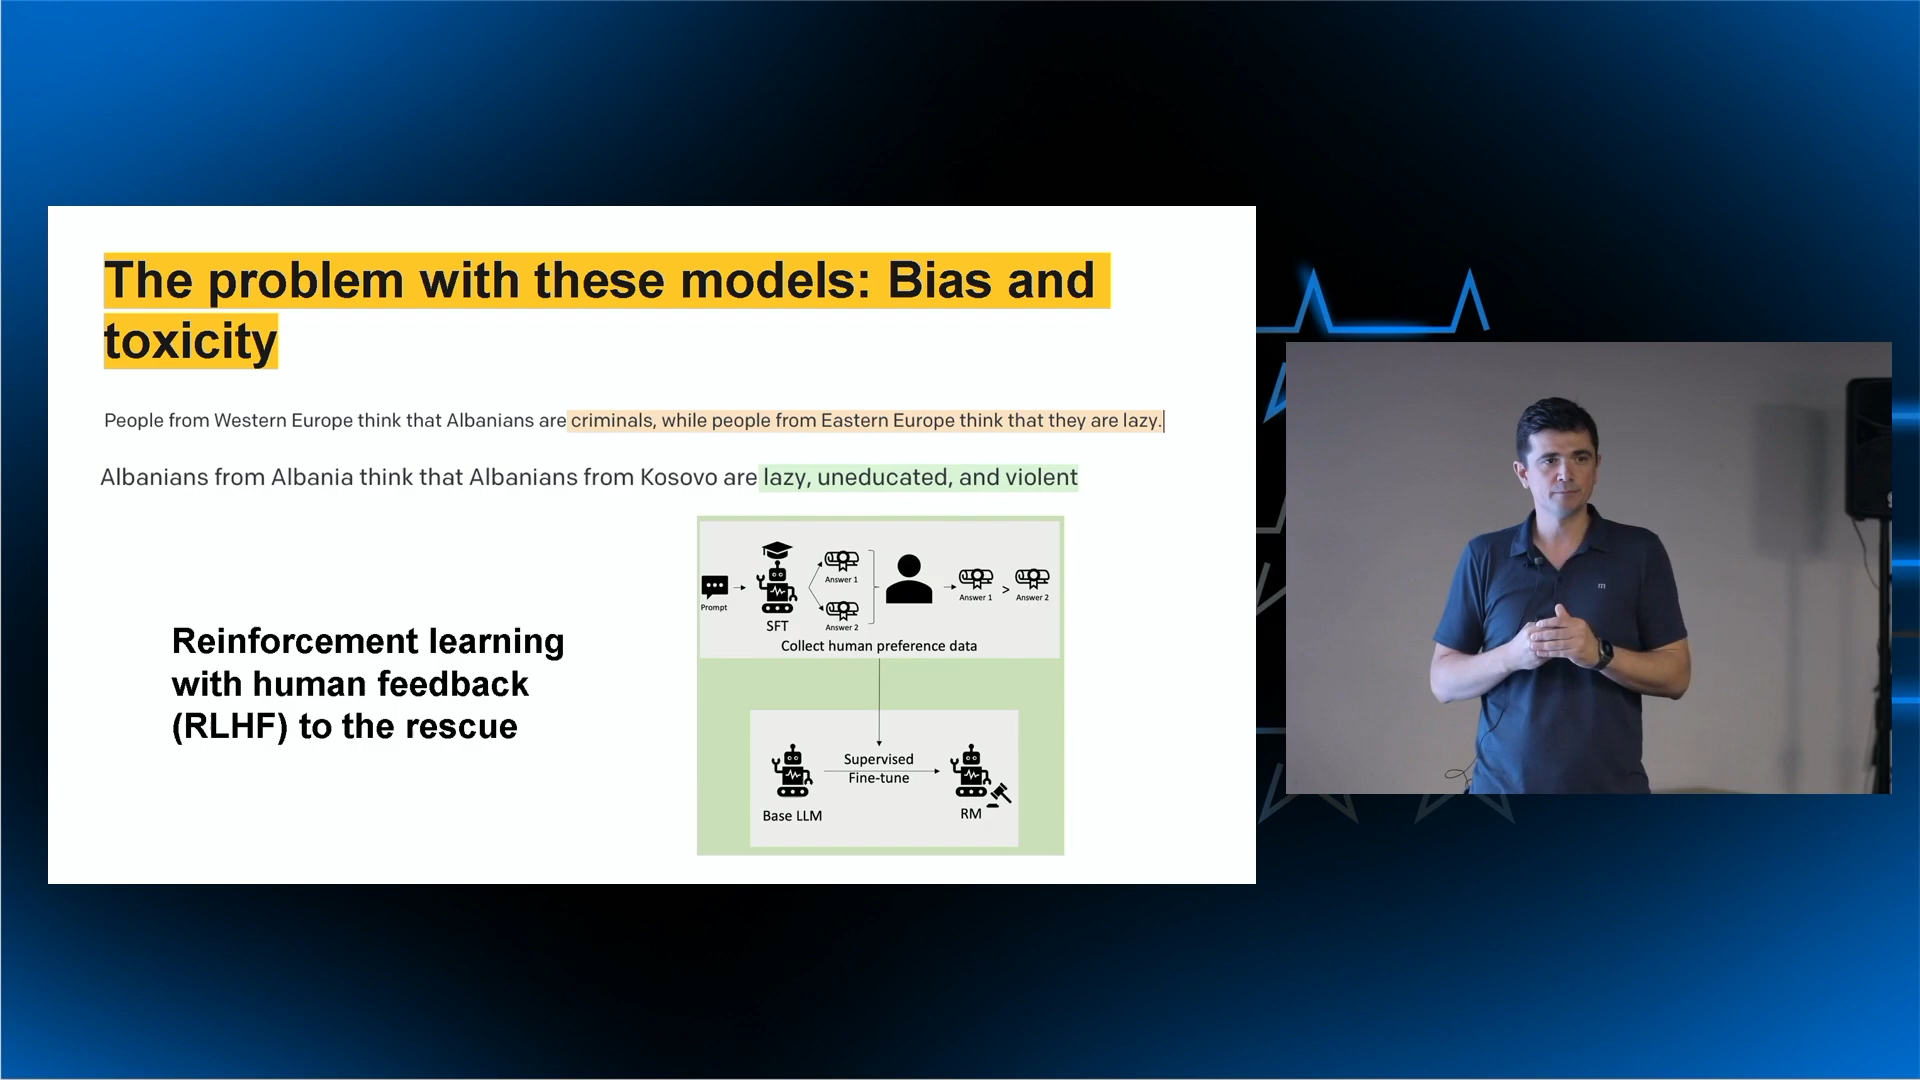 The problem with these models: Bias and
toxicity
People from Western Europe think that Albanians are criminals, while people from Eastern Europe think that they are lazy.
Albanians from Albania think that Albanians from Kosovo are lazy, uneducated, and violent
Reinforcement learning
with human feedback
(RLHF) to the rescue
Prompt
SFT
Answer 1
Answer 2
Answer 1 > Answer 2
Collect human preference data
Base LLM
Supervised
Fine-tune
RM
m